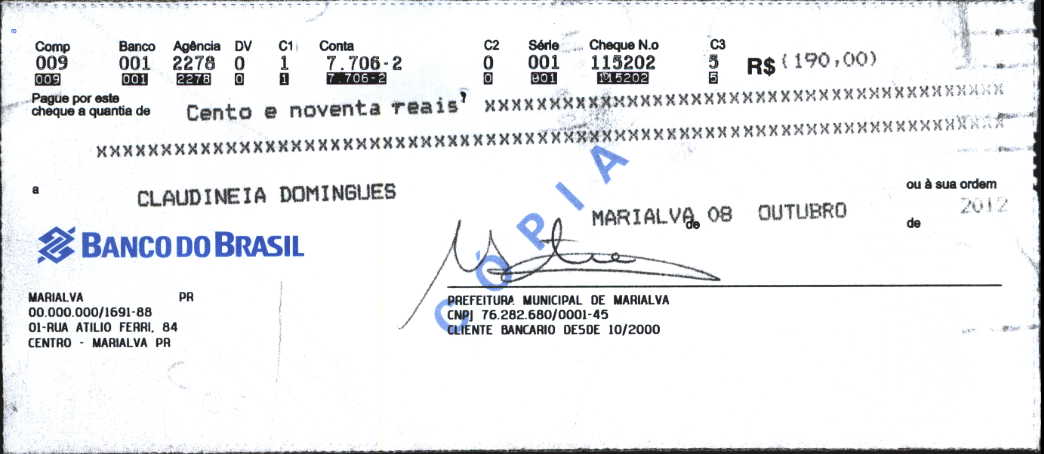 Comp Banco Agência DV C1 Conta C2 Série Cheque N.o C3
009 001 2278 0 1 7.706-2 0 001 115202 5 R$ (190,00)
009 001 2278 0 1 7.706-2 0 001 115202 5
Pague por este
cheque a quantia de Cento e noventa reais' xxxxxxxxxxxxxxxxxxxxxxxxxxxxxxxxxxxxxxxx
xxxxxxxxxxxxxxxxxxxxxxxxxxxxxxxxxxxxxxxxxxxxxxxxxxxxxxxxxxxxxxxxxxxxxx
a CLAUDINEIA DOMINGUES ou à sua ordem
MARIALVA de 08 OUTUBRO de 2012
BANCO DO BRASIL
CÓPIA
MARIALVA PR
00.000.000/1691-88
01-RUA ATILIO FERRI, 84
CENTRO - MARIALVA PR
PREFEITURA MUNICIPAL DE MARIALVA
CNPJ 76.282.680/0001-45
CLIENTE BANCARIO DESDE 10/2000